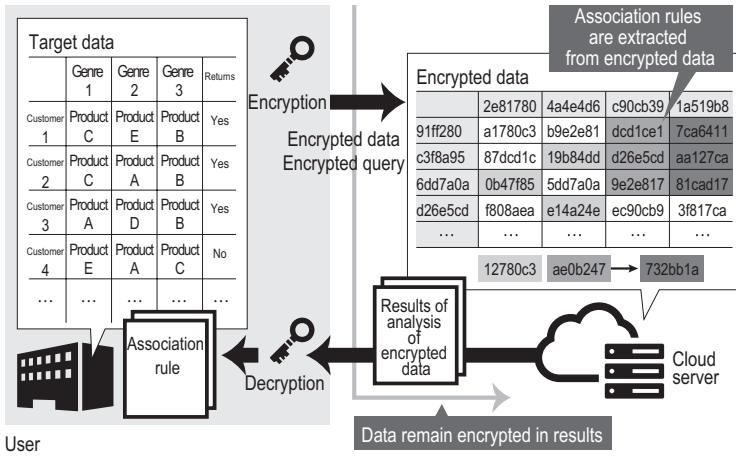 Target data
Genre 1 Genre 2 Genre 3 Returns
Customer 1 Product C Product E Product B Yes
Customer 2 Product C Product A Product B Yes
Customer 3 Product A Product D Product B Yes
Customer 4 Product E Product A Product C No
... ... ... ... ...
Encryption
Encrypted data
Encrypted query
Association rules
are extracted
from encrypted data
Encrypted data
2e81780 4a4e4d6 c90cb39 1a519b8
91ff280 a1780c3 b9e2e81 dcd1ce1 7ca6411
c3f8a95 87dcd1c 19b84dd d26e5cd aa127ca
6dd7a0a 0b47f85 5dd7a0a 9e2e817 81cad17
d26e5cd f808aea e14a24e ec90cb9 3f817ca
... ... ... ... ...
12780c3 ae0b247 → 732bb1a
Association
rule
Decryption
Results of
analysis
of
encrypted
data
Cloud
server
Data remain encrypted in results
User